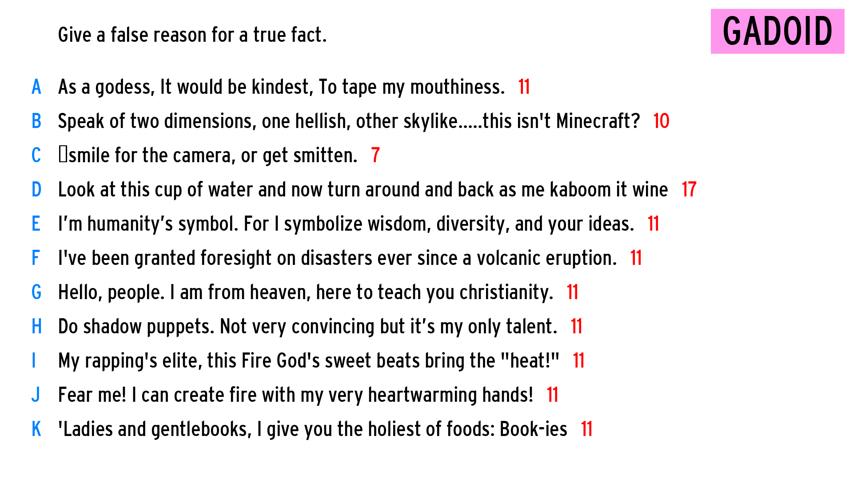 Give a false reason for a true fact.
GADOID
A As a godess, It would be kindest, To tape my mouthiness. 11
B Speak of two dimensions, one hellish, other skylike.....this isn't Minecraft? 10
C ▯smile for the camera, or get smitten. 7
D Look at this cup of water and now turn around and back as me kaboom it wine 17
E I’m humanity’s symbol. For I symbolize wisdom, diversity, and your ideas. 11
F I've been granted foresight on disasters ever since a volcanic eruption. 11
G Hello, people. I am from heaven, here to teach you christianity. 11
H Do shadow puppets. Not very convincing but it’s my only talent. 11
I My rapping's elite, this Fire God's sweet beats bring the "heat!" 11
J Fear me! I can create fire with my very heartwarming hands! 11
K 'Ladies and gentlebooks, I give you the holiest of foods: Book-ies 11